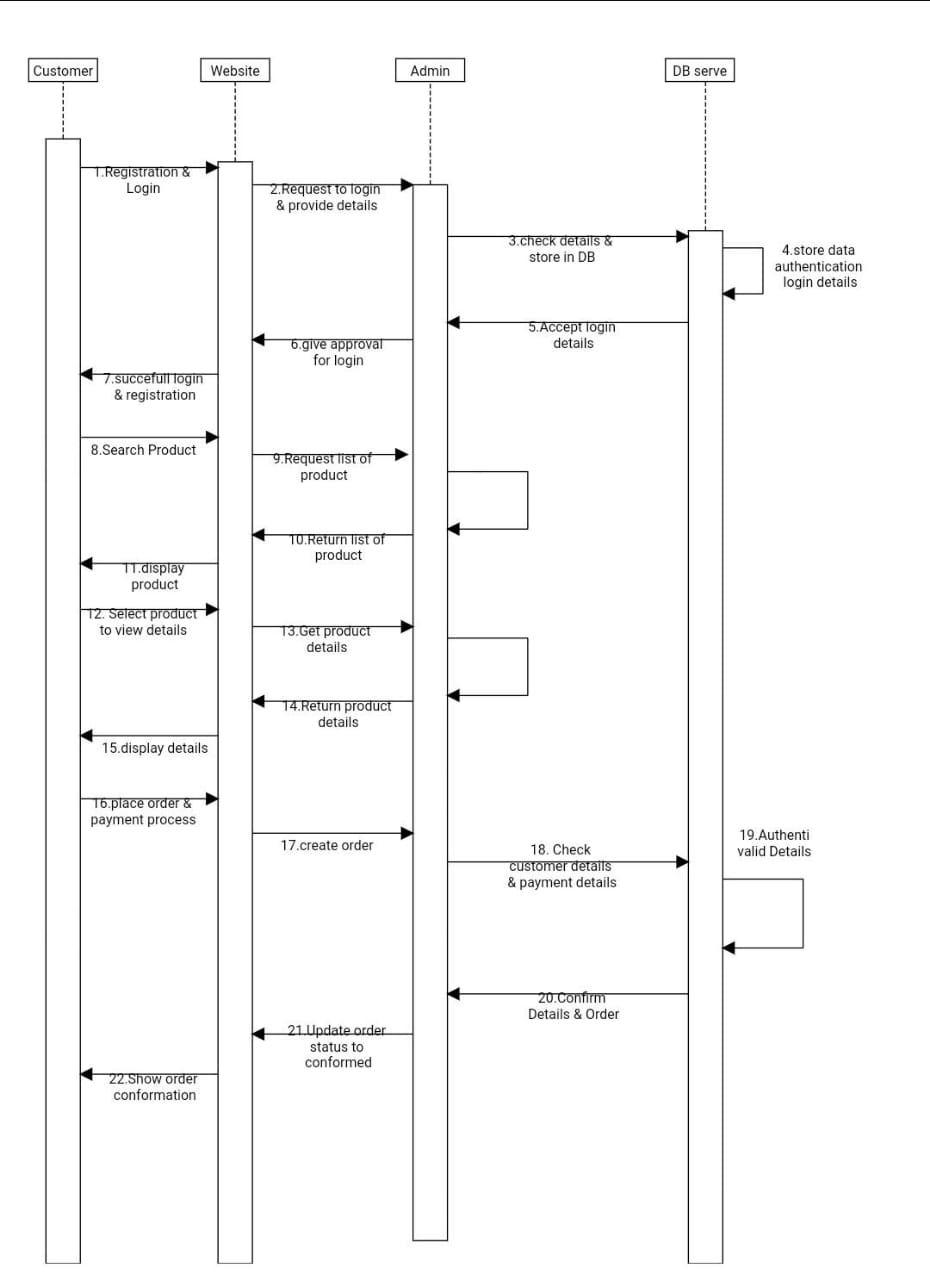 Customer
Website
Admin
DB serve
1.Registration &
Login
2.Request to login
& provide details
3.check details &
store in DB
4.store data
authentication
login details
5.Accept login
details
6.give approval
for login
7.succefull login
& registration
8.Search Product
9.Request list of
product
10.Return list of
product
11.display
product
12. Select product
to view details
13.Get product
details
14.Return product
details
15.display details
16.place order &
payment process
17.create order
18. Check
customer details
& payment details
19.Authenti
valid Details
20.Confirm
Details & Order
21.Update order
status to
conformed
22.Show order
conformation